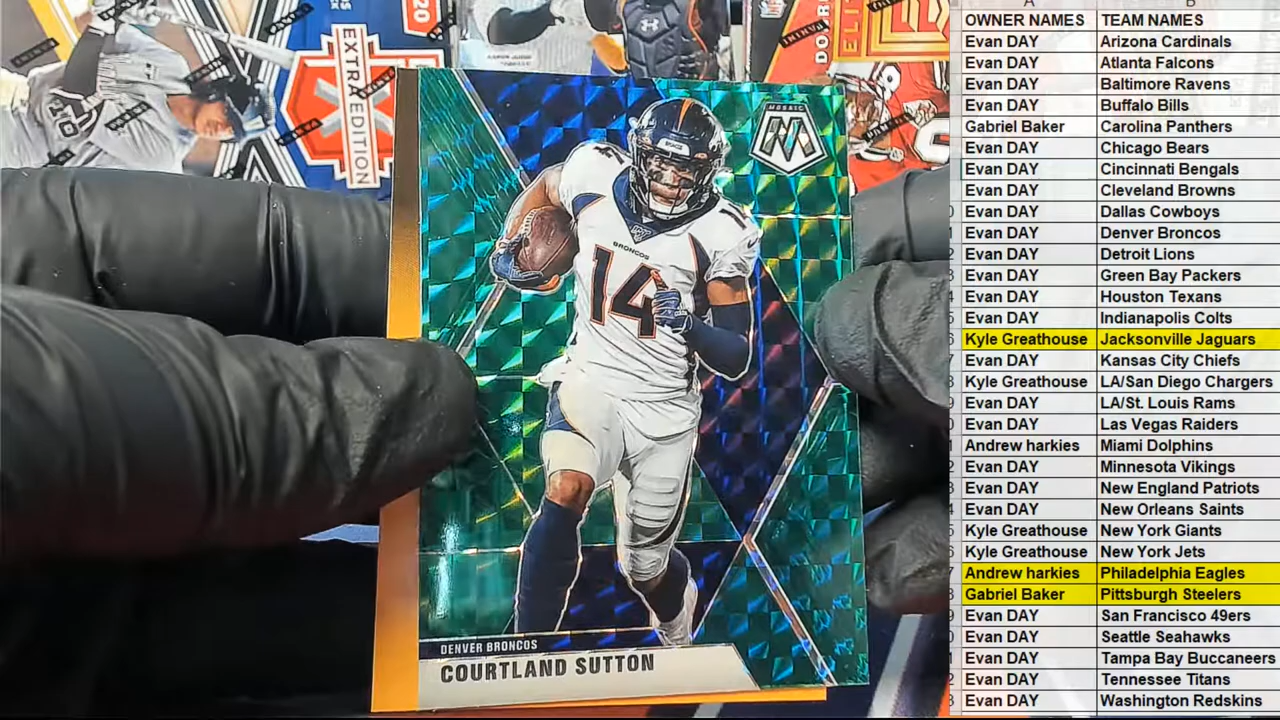 20
EXTRA EDITION
MOSAIC
BRONCOS
14
DENVER BRONCOS
COURTLAND SUTTON
A B
OWNER NAMES TEAM NAMES
Evan DAY Arizona Cardinals
Evan DAY Atlanta Falcons
Evan DAY Baltimore Ravens
Evan DAY Buffalo Bills
Gabriel Baker Carolina Panthers
Evan DAY Chicago Bears
Evan DAY Cincinnati Bengals
Evan DAY Cleveland Browns
Evan DAY Dallas Cowboys
Evan DAY Denver Broncos
Evan DAY Detroit Lions
Evan DAY Green Bay Packers
Evan DAY Houston Texans
Evan DAY Indianapolis Colts
Kyle Greathouse Jacksonville Jaguars
Evan DAY Kansas City Chiefs
Kyle Greathouse LA/San Diego Chargers
Evan DAY LA/St. Louis Rams
Evan DAY Las Vegas Raiders
Andrew harkies Miami Dolphins
Evan DAY Minnesota Vikings
Evan DAY New England Patriots
Evan DAY New Orleans Saints
Kyle Greathouse New York Giants
Kyle Greathouse New York Jets
Andrew harkies Philadelphia Eagles
Gabriel Baker Pittsburgh Steelers
Evan DAY San Francisco 49ers
Evan DAY Seattle Seahawks
Evan DAY Tampa Bay Buccaneers
Evan DAY Tennessee Titans
Evan DAY Washington Redskins